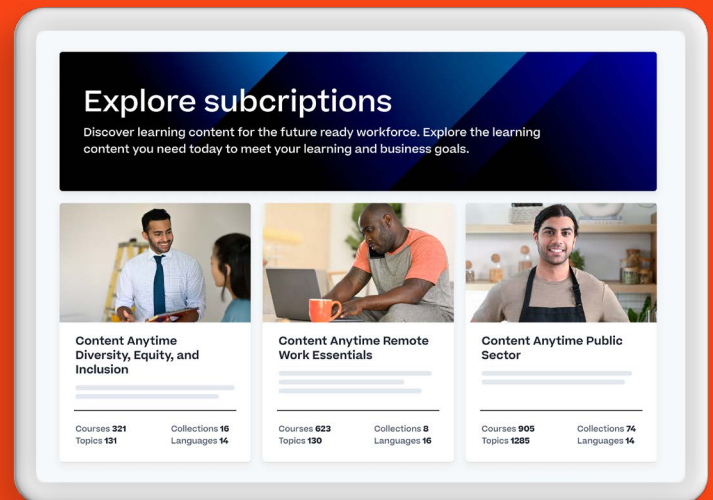 Explore subcriptions
Discover learning content for the future ready workforce. Explore the learning
content you need today to meet your learning and business goals.
Content Anytime
Diversity, Equity, and
Inclusion
Courses 321 Collections 16
Topics 131 Languages 14
Content Anytime Remote
Work Essentials
Courses 623 Collections 8
Topics 130 Languages 16
Content Anytime Public
Sector
Courses 905 Collections 74
Topics 1285 Languages 14